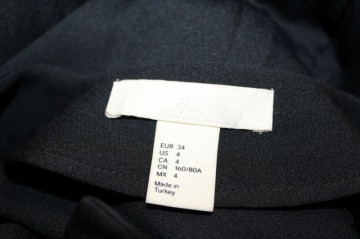 EUR 34
US 4
CA 4
CN 160/80A
MX 4
Made in
Turkey